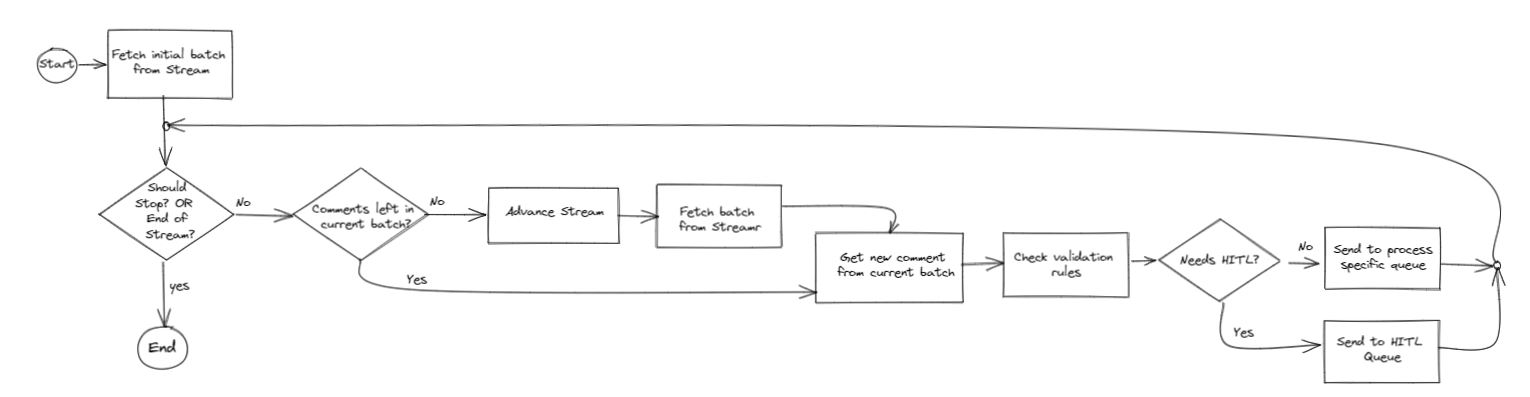 Start
Fetch initial batch
from Stream
Should
Stop? OR
End of
Stream?
No
Comments left in
current batch?
No
Advance Stream
Fetch batch
from Streamr
Get new comment
from current batch
Check validation
rules
Needs HITL?
No
Send to process
specific queue
Yes
yes
Yes
Send to HITL
Queue
End